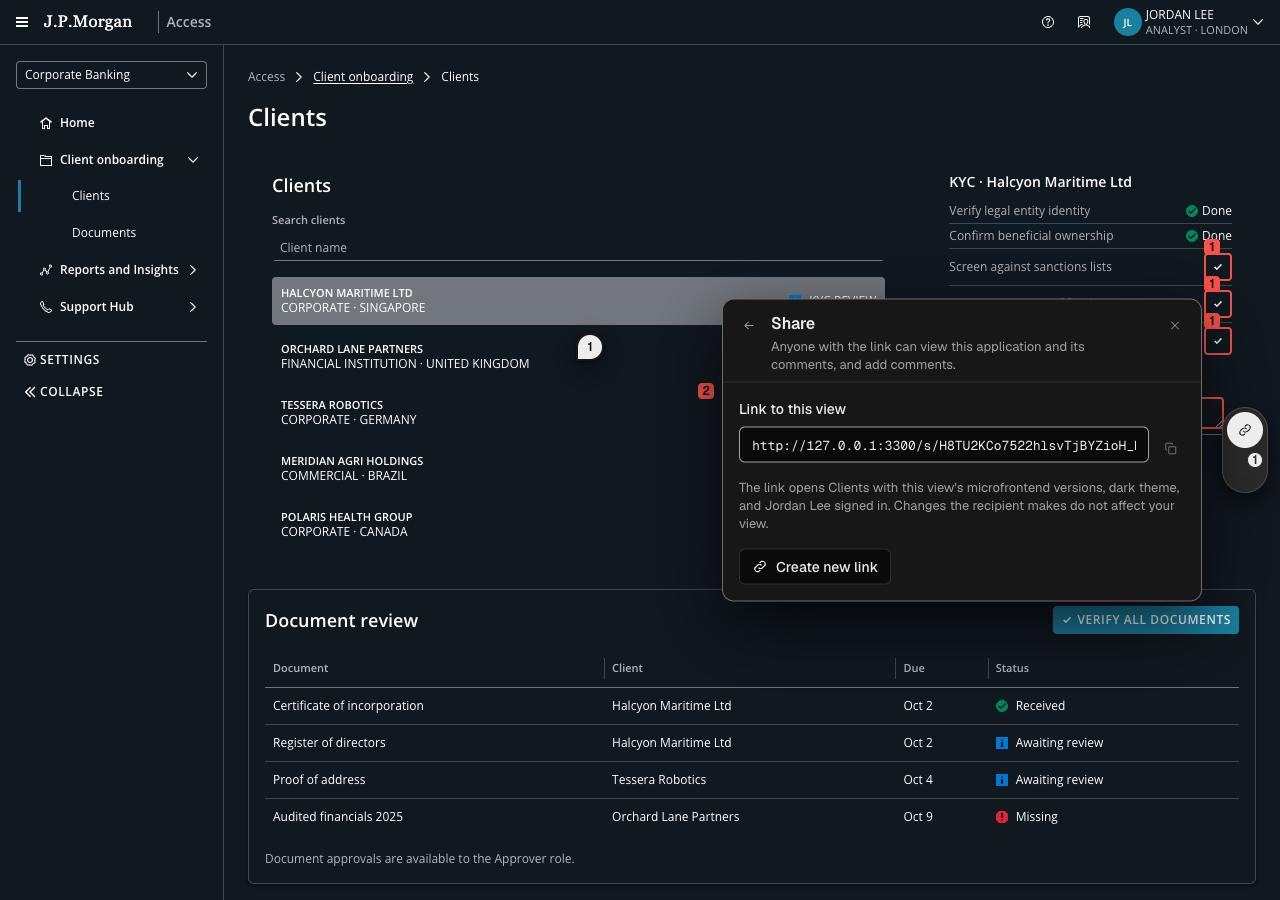 J.P.Morgan
Access
JL
JORDAN LEE
ANALYST · LONDON
Corporate Banking
Home
Client onboarding
Clients
Documents
Reports and Insights
Support Hub
SETTINGS
COLLAPSE
Access
Client onboarding
Clients
Clients
Clients
Search clients
Client name
HALCYON MARITIME LTD
CORPORATE · SINGAPORE
KYC REVIEW
ORCHARD LANE PARTNERS
FINANCIAL INSTITUTION · UNITED KINGDOM
1
TESSERA ROBOTICS
CORPORATE · GERMANY
2
MERIDIAN AGRI HOLDINGS
COMMERCIAL · BRAZIL
POLARIS HEALTH GROUP
CORPORATE · CANADA
KYC · Halcyon Maritime Ltd
Verify legal entity identity
Done
Confirm beneficial ownership
Done
1
Screen against sanctions lists
1
1
Share
Anyone with the link can view this application and its
comments, and add comments.
Link to this view
http://127.0.0.1:3300/s/H8TU2KCo7522hlsvTjBYZioH_
The link opens Clients with this view's microfrontend versions, dark theme,
and Jordan Lee signed in. Changes the recipient makes do not affect your
view.
Create new link
1
Document review
VERIFY ALL DOCUMENTS
Document
Client
Due
Status
Certificate of incorporation
Halcyon Maritime Ltd
Oct 2
Received
Register of directors
Halcyon Maritime Ltd
Oct 2
Awaiting review
Proof of address
Tessera Robotics
Oct 4
Awaiting review
Audited financials 2025
Orchard Lane Partners
Oct 9
Missing
Document approvals are available to the Approver role.